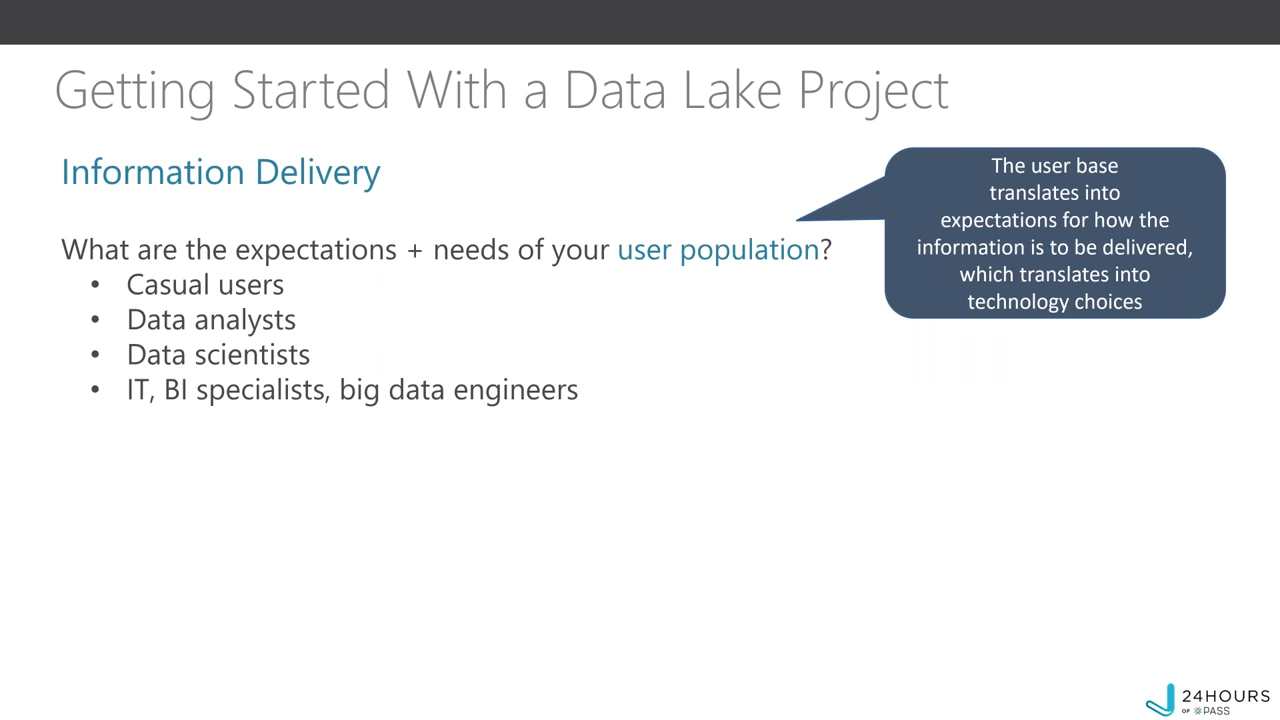 Getting Started With a Data Lake Project
Information Delivery
What are the expectations + needs of your user population?
• Casual users
• Data analysts
• Data scientists
• IT, BI specialists, big data engineers
The user base
translates into
expectations for how the
information is to be delivered,
which translates into
technology choices
24HOURS
OF PASS